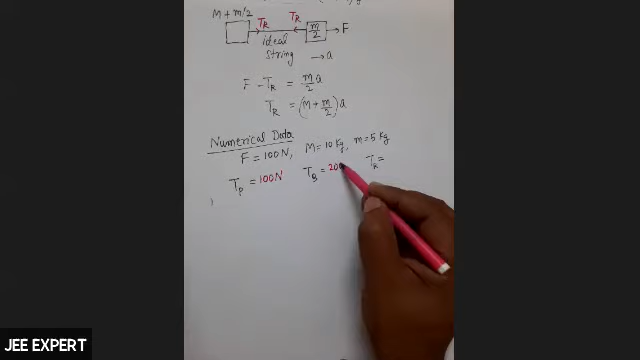 M + m/2
T_R T_R
m/2 → F
ideal
string → a
F - T_R = m/2 a
T_R = (M + m/2) a
Numerical Data
F = 100 N, M = 10 Kg, m = 5 Kg
T_P = 100N T_Q = 20 T_R =
JEE EXPERT